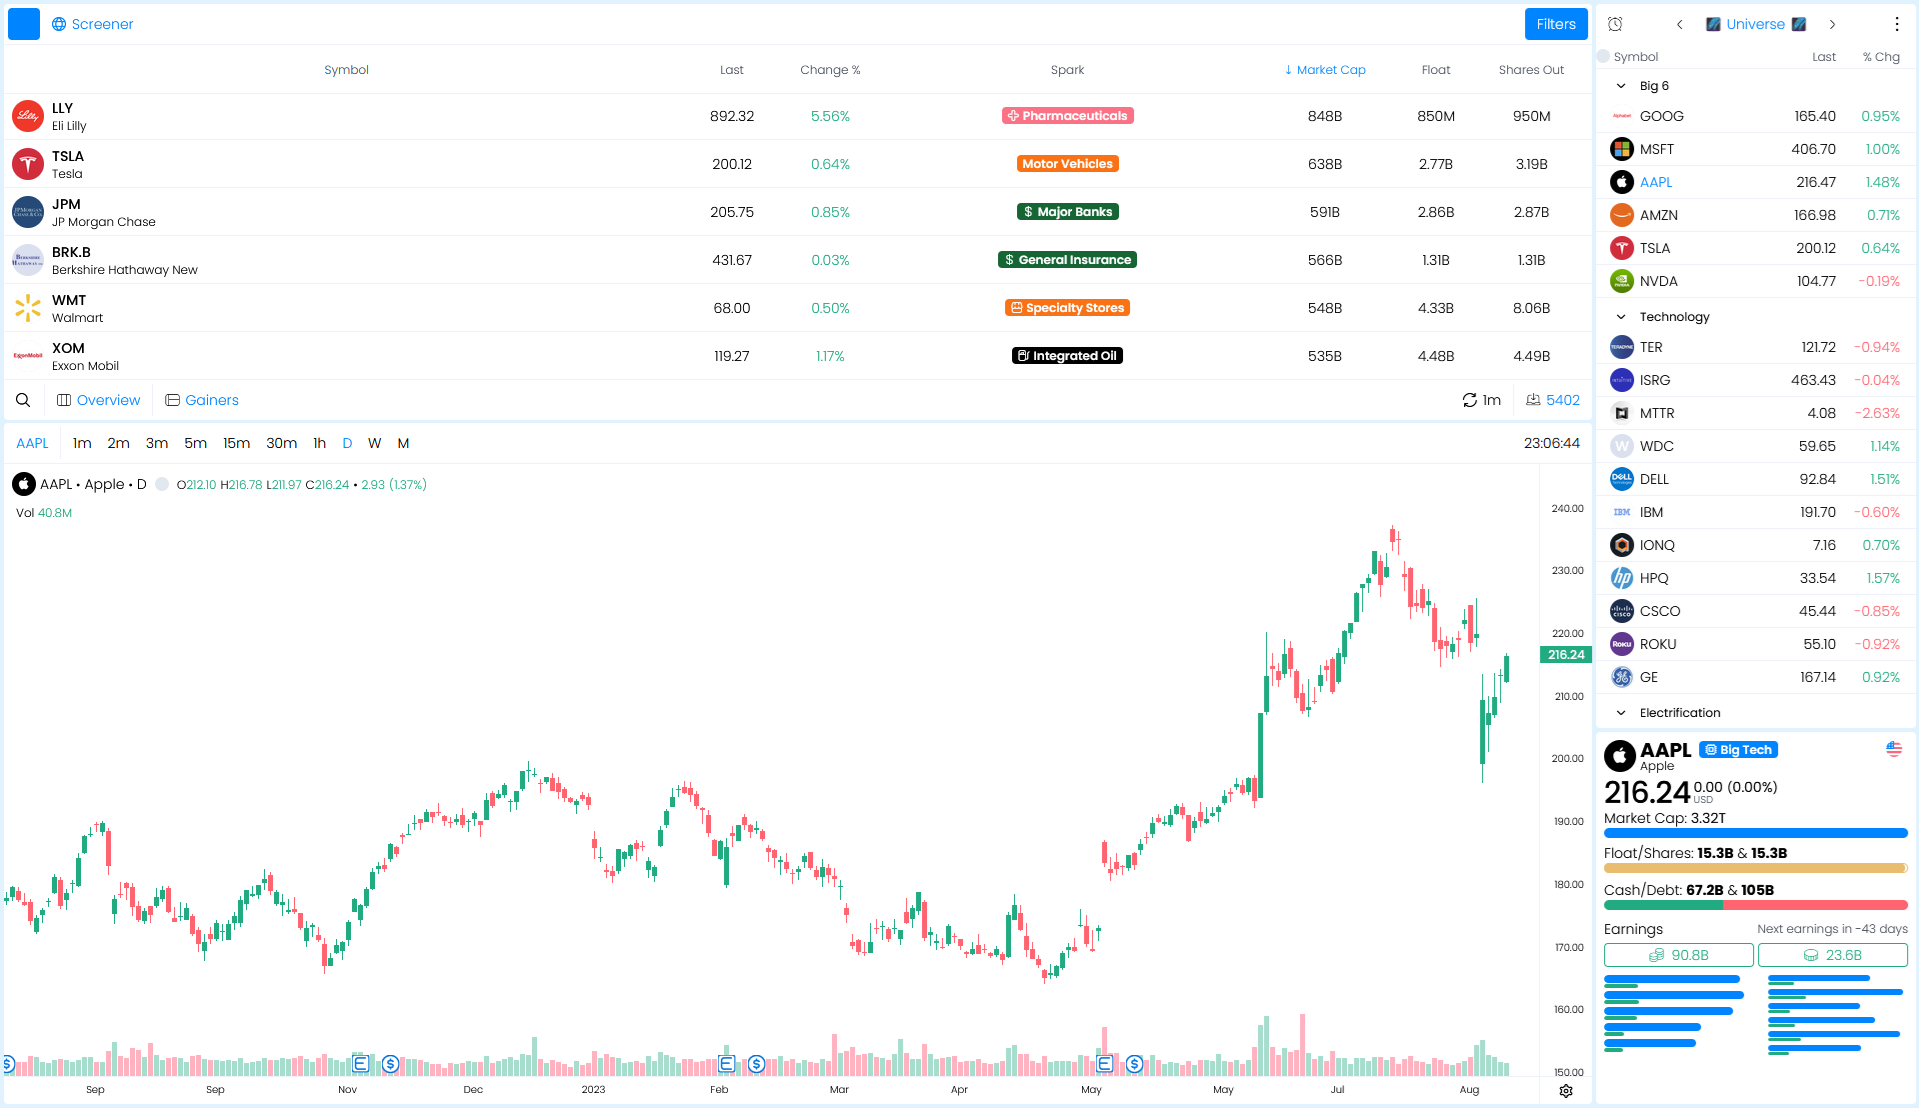 Screener
Filters
Symbol Last Change % Spark ↓ Market Cap Float Shares Out
LLY
Eli Lilly
892.32 5.56% Pharmaceuticals 848B 850M 950M
TSLA
Tesla
200.12 0.64% Motor Vehicles 638B 2.77B 3.19B
JPM
JP Morgan Chase
205.75 0.85% $ Major Banks 591B 2.86B 2.87B
BRK.B
Berkshire Hathaway New
431.67 0.03% $ General Insurance 566B 1.31B 1.31B
WMT
Walmart
68.00 0.50% Specialty Stores 548B 4.33B 8.06B
ExxonMobil
XOM
Exxon Mobil
119.27 1.17% Integrated Oil 535B 4.48B 4.49B
Overview Gainers 1m 5402
AAPL 1m 2m 3m 5m 15m 30m 1h D W M 23:06:44
AAPL • Apple • D O212.10 H216.78 L211.97 C216.24 • 2.93 (1.37%)
Vol 40.8M
240.00
230.00
220.00
216.24
210.00
200.00
190.00
180.00
170.00
160.00
150.00
$ E $ E $ E $
Sep Sep Nov Dec 2023 Feb Mar Apr May May Jul Aug
Universe
Symbol Last % Chg
Big 6
GOOG 165.40 0.95%
MSFT 406.70 1.00%
AAPL 216.47 1.48%
AMZN 166.98 0.71%
TSLA 200.12 0.64%
NVDA 104.77 -0.19%
Technology
TER 121.72 -0.94%
ISRG 463.43 -0.04%
MTTR 4.08 -2.63%
W WDC 59.65 1.14%
DELL DELL 92.84 1.51%
IBM IBM 191.70 -0.60%
IONQ 7.16 0.70%
hp HPQ 33.54 1.57%
CISCO CSCO 45.44 -0.85%
Roku ROKU 55.10 -0.92%
GE 167.14 0.92%
Electrification
AAPL Big Tech
Apple
216.24 0.00 (0.00%)
USD
Market Cap: 3.32T
Float/Shares: 15.3B & 15.3B
Cash/Debt: 67.2B & 105B
Earnings Next earnings in -43 days
90.8B 23.6B